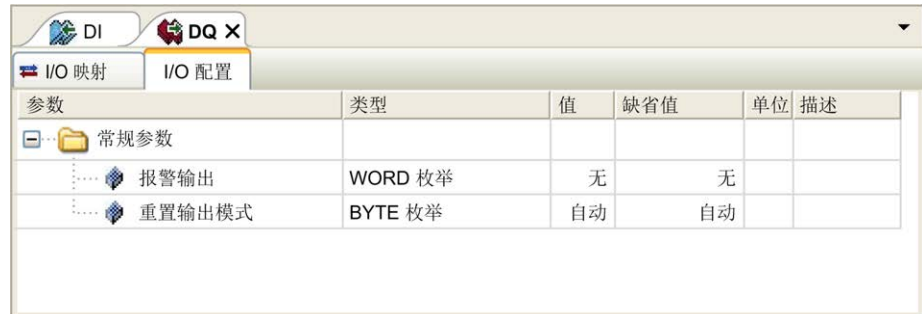 DI DQ
I/O 映射 I/O 配置
参数 类型 值 缺省值 单位 描述
常规参数
报警输出 WORD 枚举 无 无
重置输出模式 BYTE 枚举 自动 自动